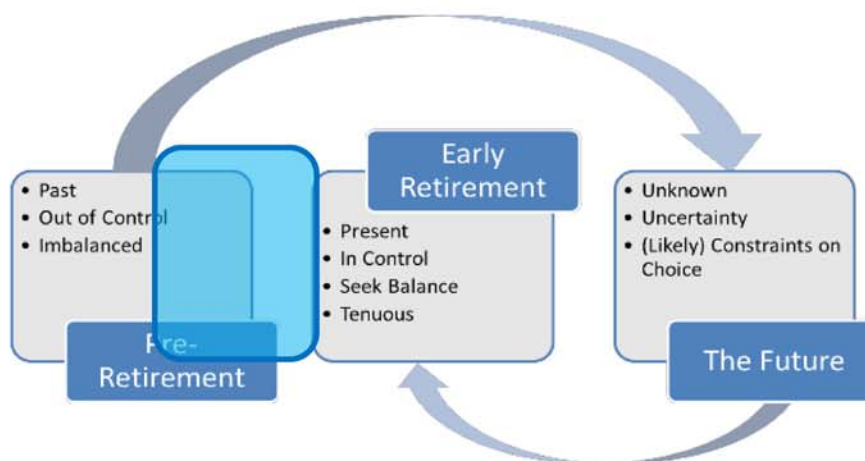 • Past
• Out of Control
• Imbalanced
Pre-
Retirement
Early
Retirement
• Present
• In Control
• Seek Balance
• Tenuous
• Unknown
• Uncertainty
• (Likely) Constraints on
Choice
The Future